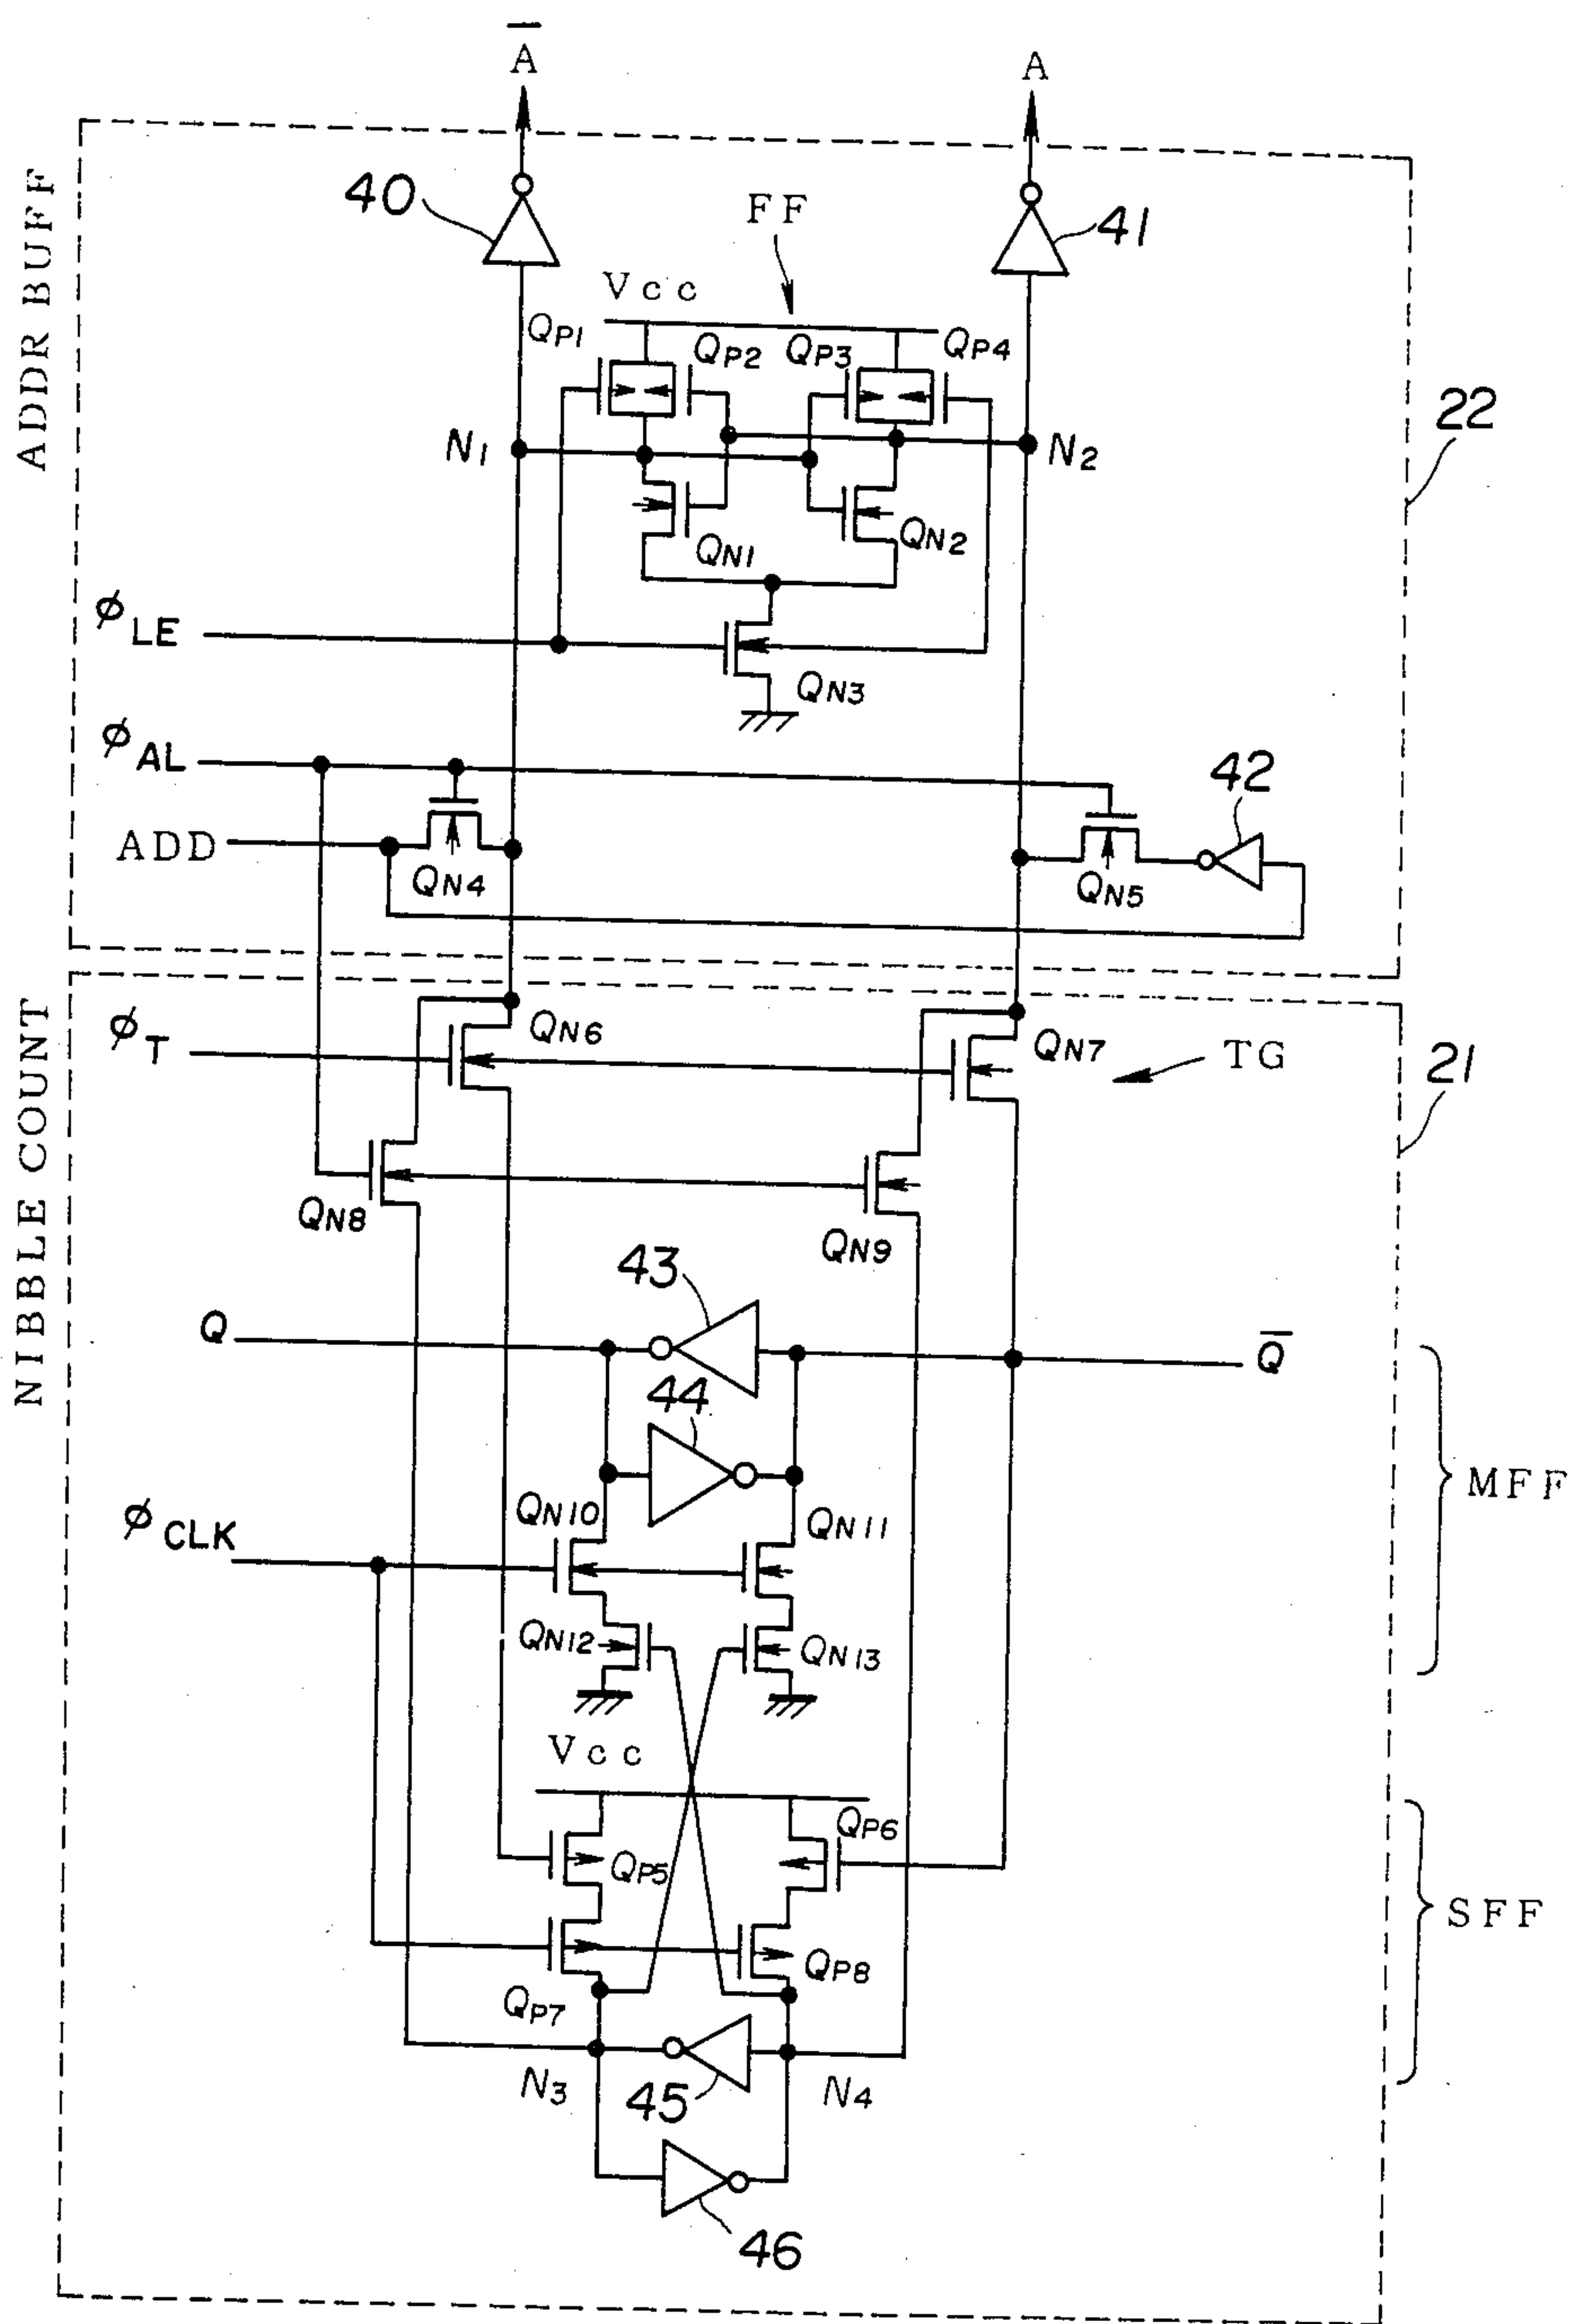 A̅
A
ADDR BUFF
40
FF
41
Vcc
QP1
QP2
QP3
QP4
22
N1
N2
QN1
QN2
φLE
QN3
φAL
42
ADD
QN4
QN5
NIBBLE COUNT
φT
QN6
QN7
TG
21
QN8
QN9
43
Q
Q̅
44
MFF
QN10
QN11
φCLK
QN12
QN13
Vcc
QP6
QP5
SFF
QP8
QP7
N3
45
N4
46